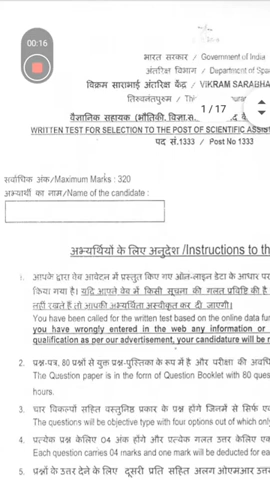 00:16
भारत सरकार / Government of India
अंतरिक्ष विभाग / Department of Spa
विक्रम साराभाई अंतरिक्ष केंद्र / VIKRAM SARABHA
तिरुवनंतपुरम /
1 / 17
वैज्ञानिक सहायक (भौतिकी,
WRITTEN TEST FOR SELECTION TO THE POST OF SCIENTIFIC ASSIST
पद सं.1333 / Post No 1333
सर्वाधिक अंक/Maximum Marks : 320
अभ्यर्थी का नाम/Name of the candidate :
अभ्यर्थियों के लिए अनुदेश /Instructions to th
1. आपके द्वारा वेब आवेदन में प्रस्तुत किए गए ऑन-लाइन डेटा के आधार पर
किया गया है। यदि आपने वेब में किसी सूचना की गलत प्रविष्टि की है
नहीं रखते हैं तो आपकी अभ्यर्थिता अस्वीकृत कर दी जाएगी।
You have been called for the written test based on the online data fur
you have wrongly entered in the web any information or
qualification as per our advertisement, your candidature will be r
2. प्रश्न-पत्र, 80 प्रश्नों से युक्त प्रश्न-पुस्तिका के रूप में है और परीक्षा की अवधि
The Question paper is in the form of Question Booklet with 80 ques
hours.
3. चार विकल्पों सहित वस्तुनिष्ठ प्रकार के प्रश्न होंगे जिनमें से सिर्फ ए
The questions will be objective type with four options out of which only
4. प्रत्येक प्रश्न केलिए 04 अंक होंगे और प्रत्येक गलत उत्तर केलिए एक
Each question carries 04 marks and one mark will be deducted for ea
5. प्रश्नों के उत्तर देने के लिए दूसरी प्रति सहित अलग ओएमआर उत्तर